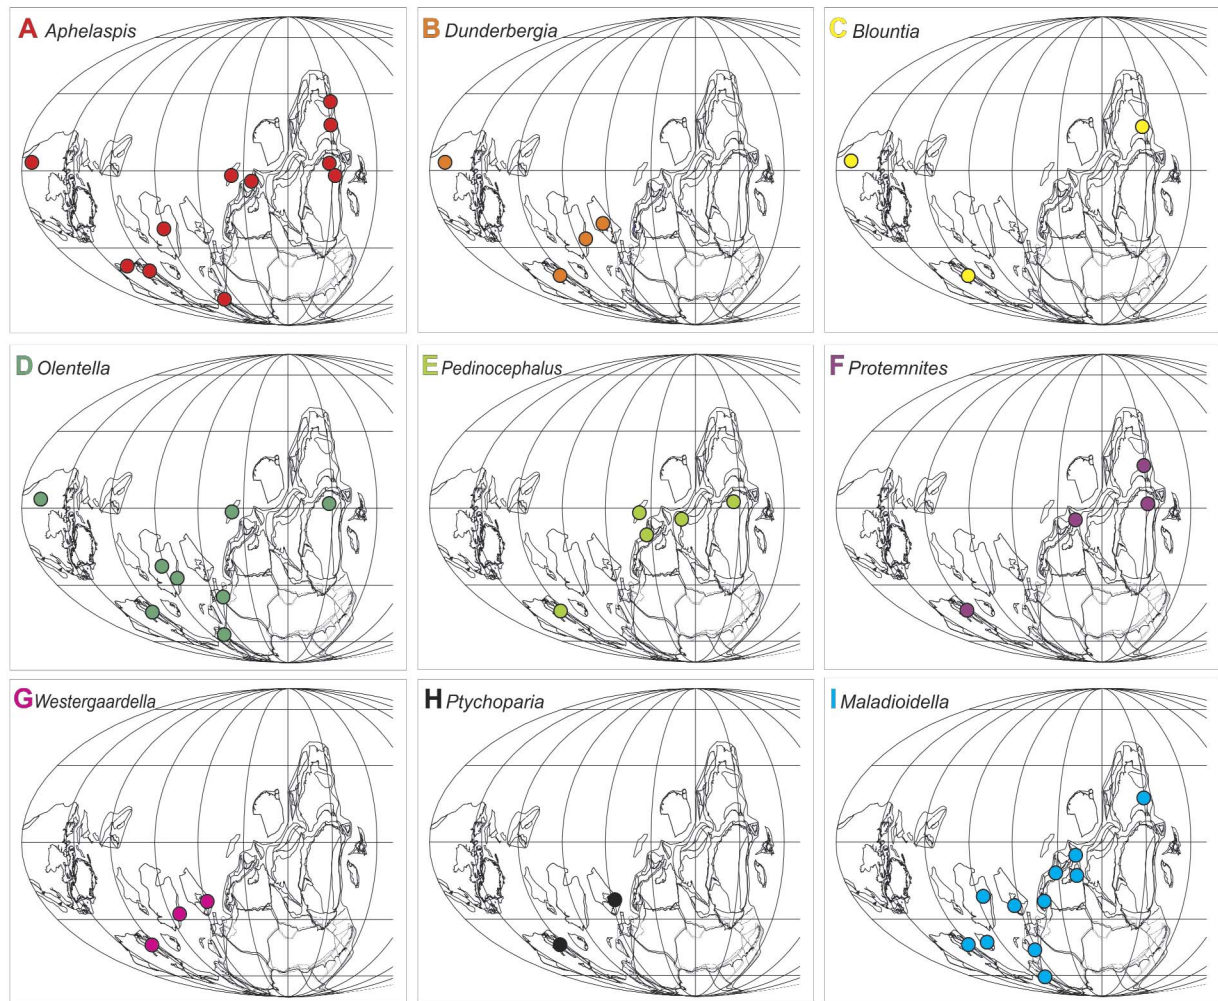 A Aphelaspis
B Dunderbergia
C Blountia
D Olentella
E Pedinocephalus
F Protemnites
G Westergaardella
H Ptychoparia
I Maladioidella